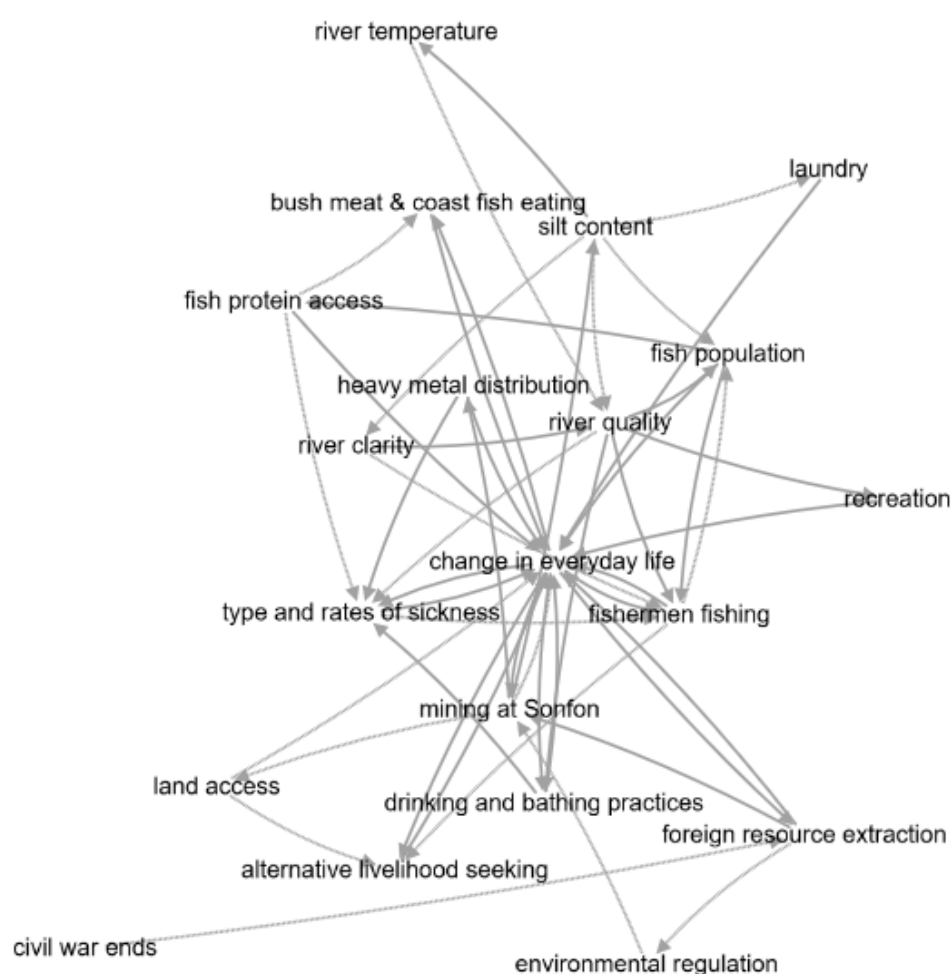 river temperature
laundry
bush meat & coast fish eating
silt content
fish protein access
fish population
heavy metal distribution
river quality
river clarity
recreation
change in everyday life
type and rates of sickness
fishermen fishing
mining at Sonfon
land access
drinking and bathing practices
foreign resource extraction
alternative livelihood seeking
civil war ends
environmental regulation